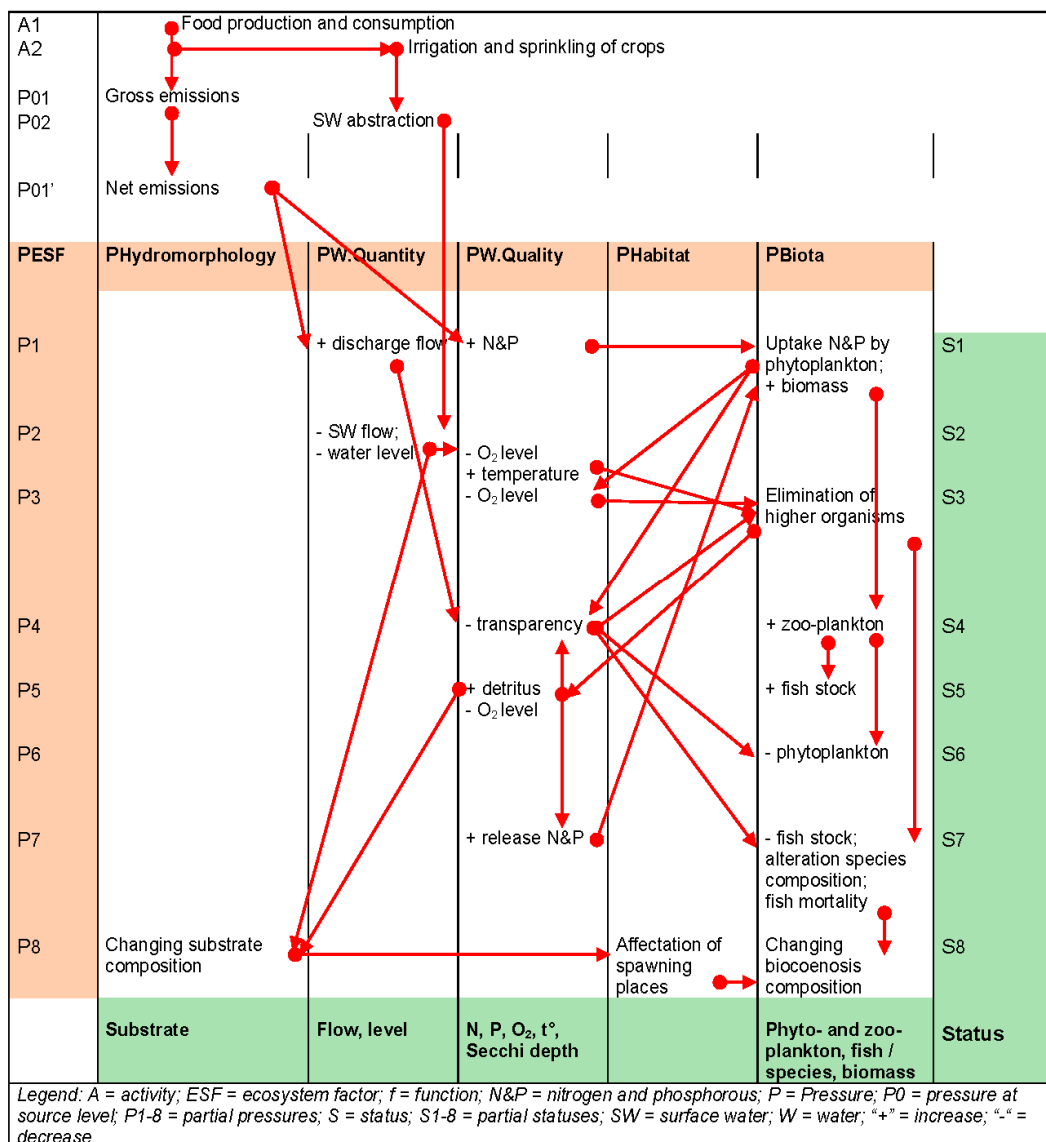 A1 Food production and consumption
A2 Irrigation and sprinkling of crops
P01 Gross emissions
P02 SW abstraction
P01' Net emissions
PESF PHydromorphology PW.Quantity PW.Quality PHabitat PBiota
P1 + discharge flow + N&P Uptake N&P by S1
phytoplankton;
+ biomass
P2 - SW flow; S2
- water level - O₂ level
+ temperature
P3 - O₂ level Elimination of S3
higher organisms
P4 - transparency + zoo-plankton S4
P5 + detritus + fish stock S5
- O₂ level
P6 - phytoplankton S6
P7 + release N&P - fish stock; S7
alteration species
composition;
fish mortality
P8 Changing substrate Affectation of Changing S8
composition spawning biocoenosis
places composition
Substrate Flow, level N, P, O₂, t°, Phyto- and zoo- Status
Secchi depth plankton, fish /
species, biomass
Legend: A = activity; ESF = ecosystem factor; f = function; N&P = nitrogen and phosphorous; P = Pressure; P0 = pressure at
source level; P1-8 = partial pressures; S = status; S1-8 = partial statuses; SW = surface water; W = water; "+" = increase; "-" =
decrease